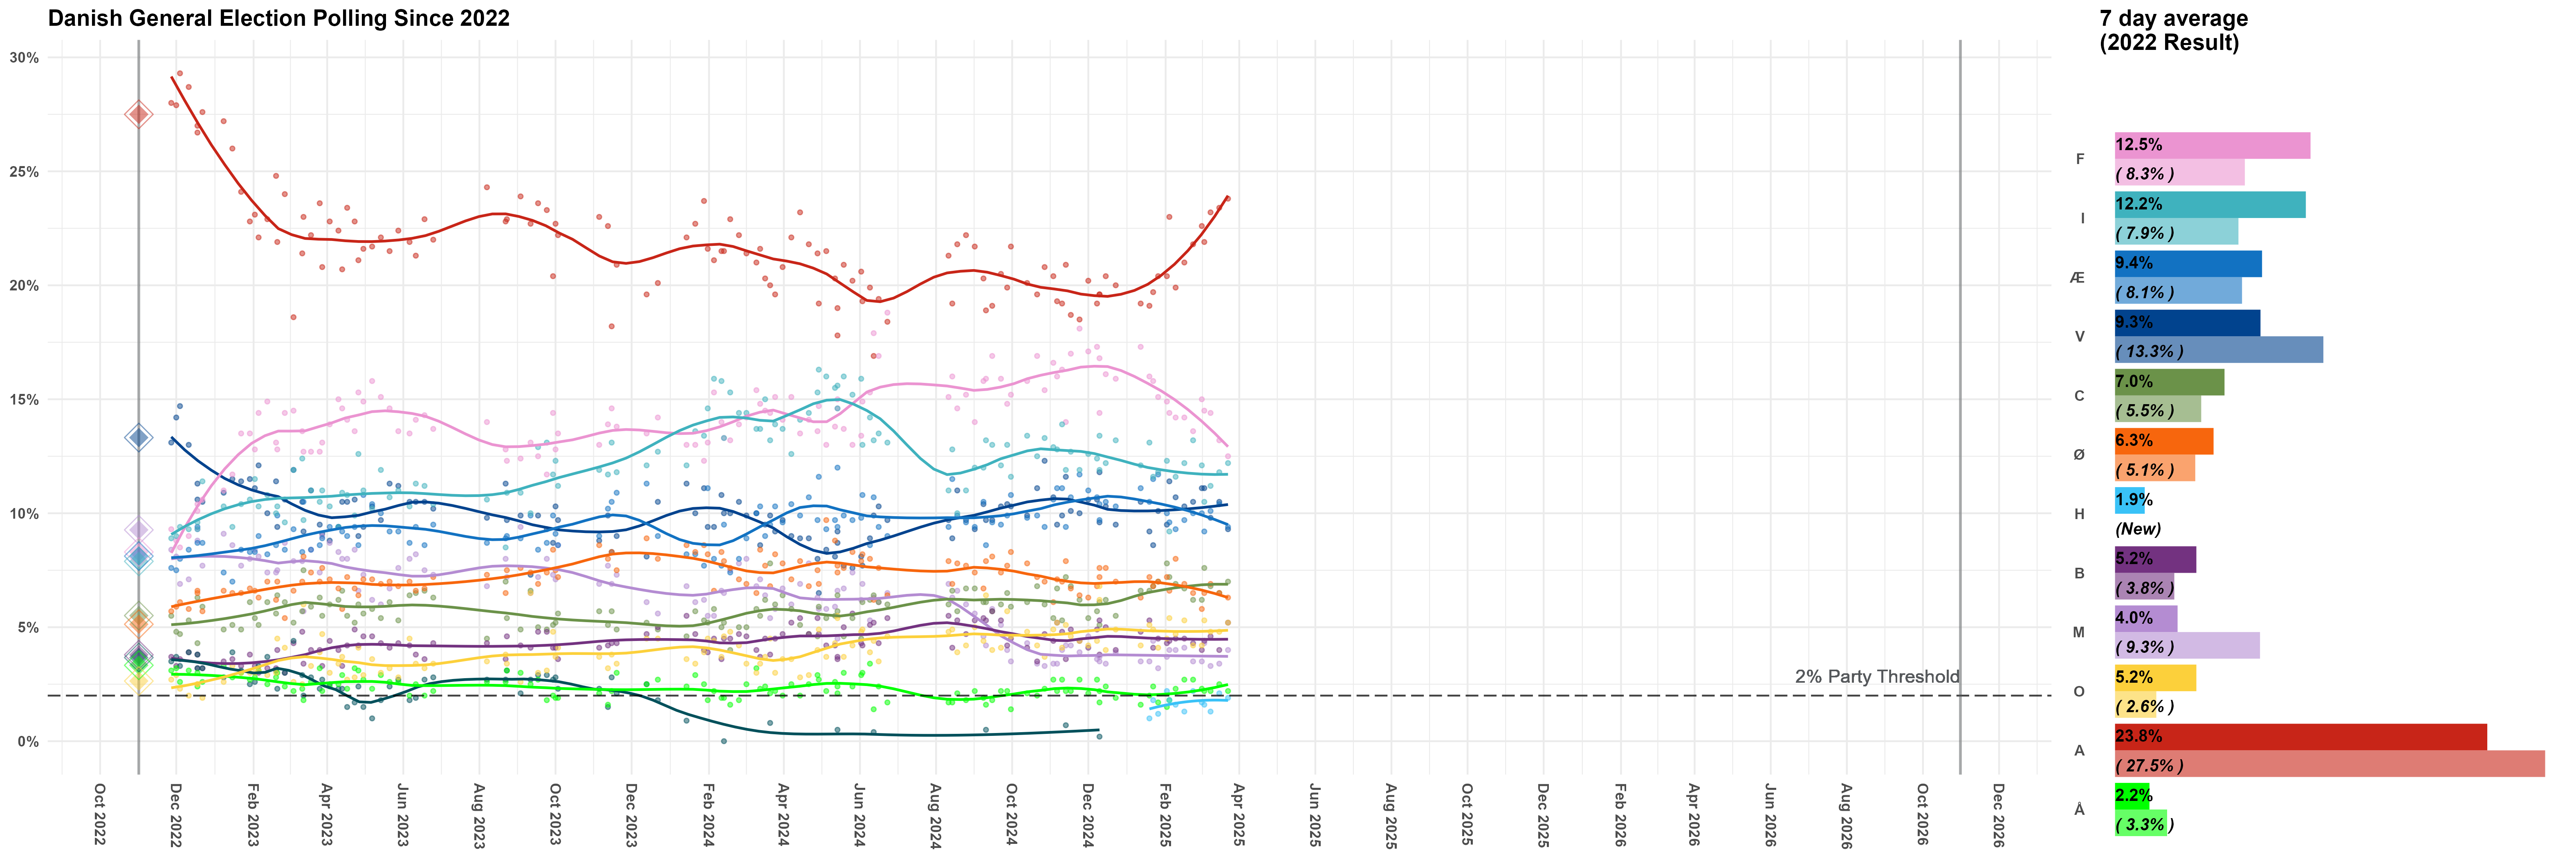 Danish General Election Polling Since 2022
7 day average
(2022 Result)
30%
25%
20%
15%
10%
5%
0%
2% Party Threshold
Oct 2022
Dec 2022
Feb 2023
Apr 2023
Jun 2023
Aug 2023
Oct 2023
Dec 2023
Feb 2024
Apr 2024
Jun 2024
Aug 2024
Oct 2024
Dec 2024
Feb 2025
Apr 2025
Jun 2025
Aug 2025
Oct 2025
Dec 2025
Feb 2026
Apr 2026
Jun 2026
Aug 2026
Oct 2026
Dec 2026
F
12.5%
( 8.3% )
I
12.2%
( 7.9% )
Æ
9.4%
( 8.1% )
V
9.3%
( 13.3% )
C
7.0%
( 5.5% )
Ø
6.3%
( 5.1% )
H
1.9%
(New)
B
5.2%
( 3.8% )
M
4.0%
( 9.3% )
O
5.2%
( 2.6% )
A
23.8%
( 27.5% )
Å
2.2%
( 3.3% )